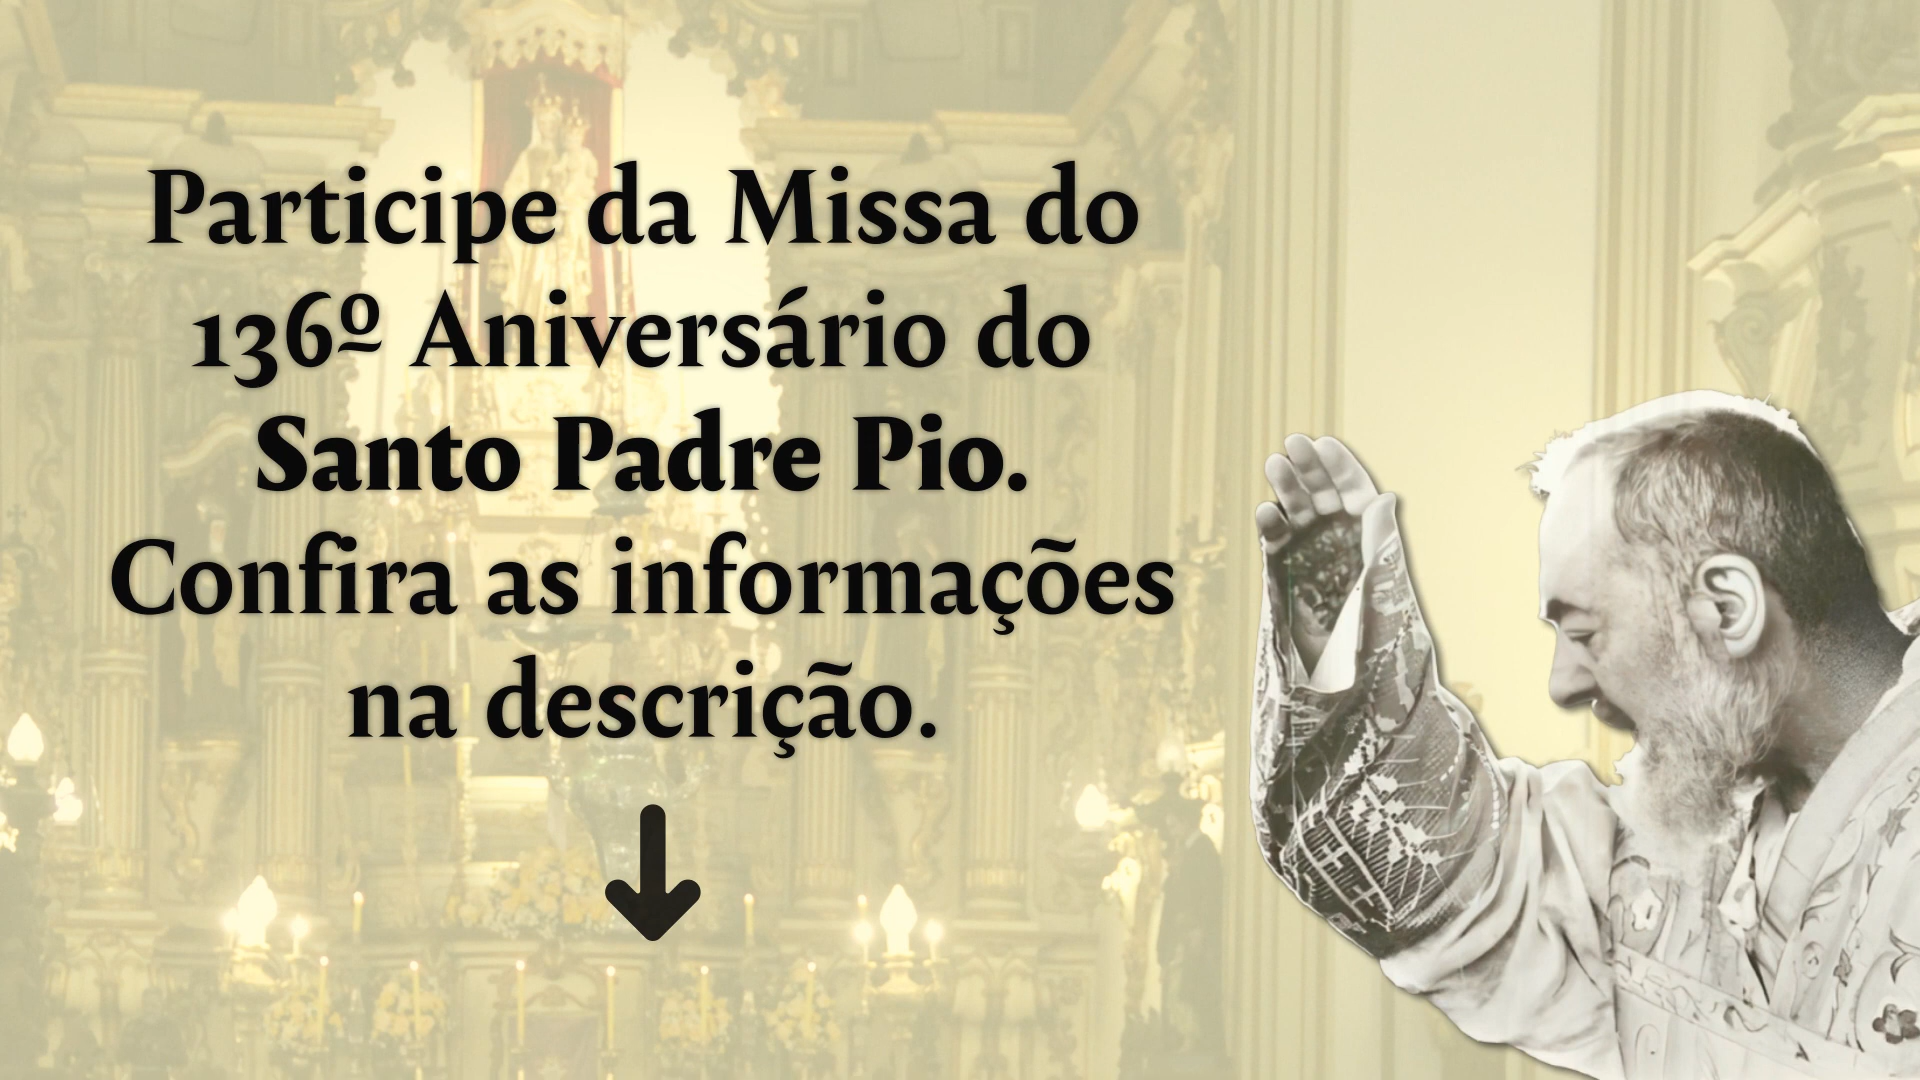 Participe da Missa do
136º Aniversário do
Santo Padre Pio.
Confira as informações
na descrição.